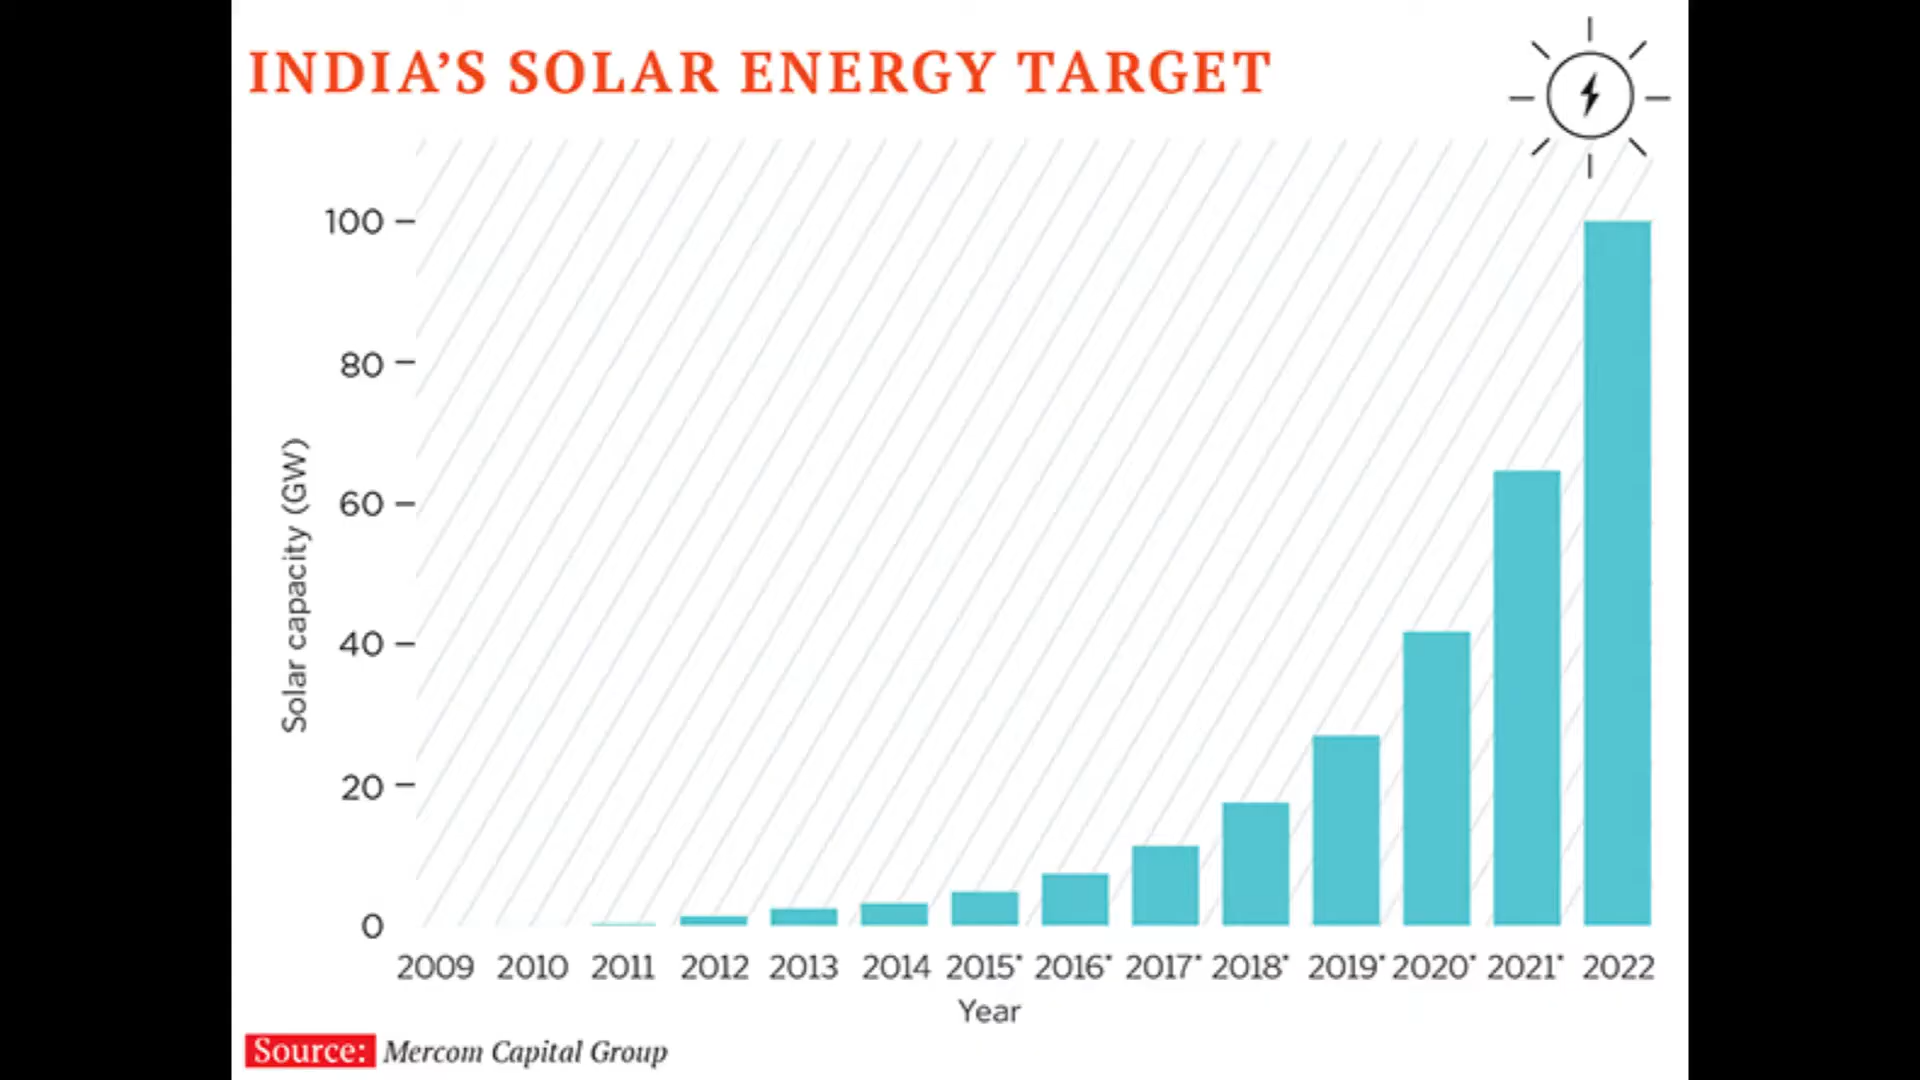 INDIA’S SOLAR ENERGY TARGET
100
80
60
40
20
0
Solar capacity (GW)
2009 2010 2011 2012 2013 2014 2015* 2016* 2017* 2018* 2019* 2020* 2021* 2022
Year
Source: Mercom Capital Group